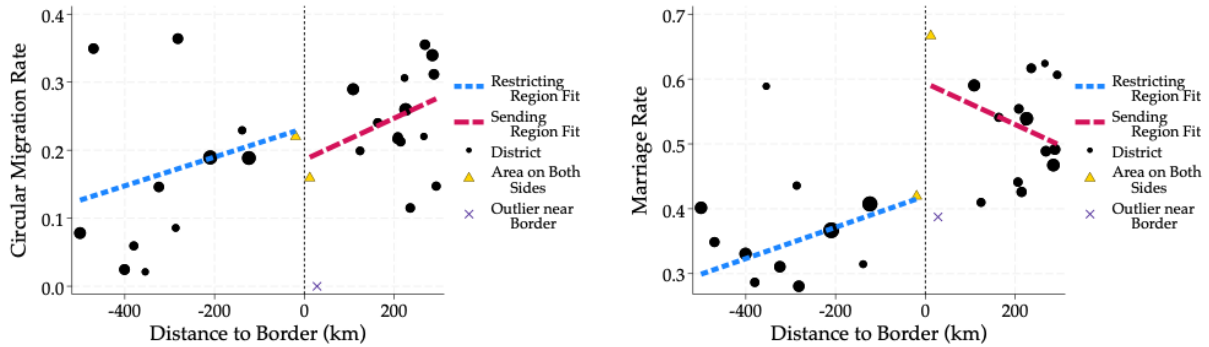 Circular Migration Rate
0.4
0.3
0.2
0.1
0.0
-400
-200
0
200
Distance to Border (km)
Restricting
Region Fit
Sending
Region Fit
District
Area on Both
Sides
Outlier near
Border
Marriage Rate
0.7
0.6
0.5
0.4
0.3
-400
-200
0
200
Distance to Border (km)
Restricting
Region Fit
Sending
Region Fit
District
Area on Both
Sides
Outlier near
Border